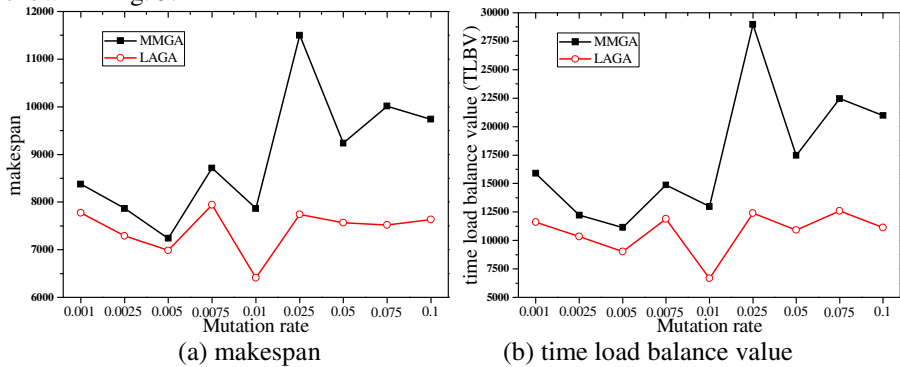 12000
11000
10000
9000
8000
7000
6000
makespan
MMGA
LAGA
0.001 0.0025 0.005 0.0075 0.01 0.025 0.05 0.075 0.1
Mutation rate
(a) makespan
30000
27500
25000
22500
20000
17500
15000
12500
10000
7500
5000
time load balance value (TLBV)
MMGA
LAGA
0.001 0.0025 0.005 0.0075 0.01 0.025 0.05 0.075 0.1
Mutation rate
(b) time load balance value